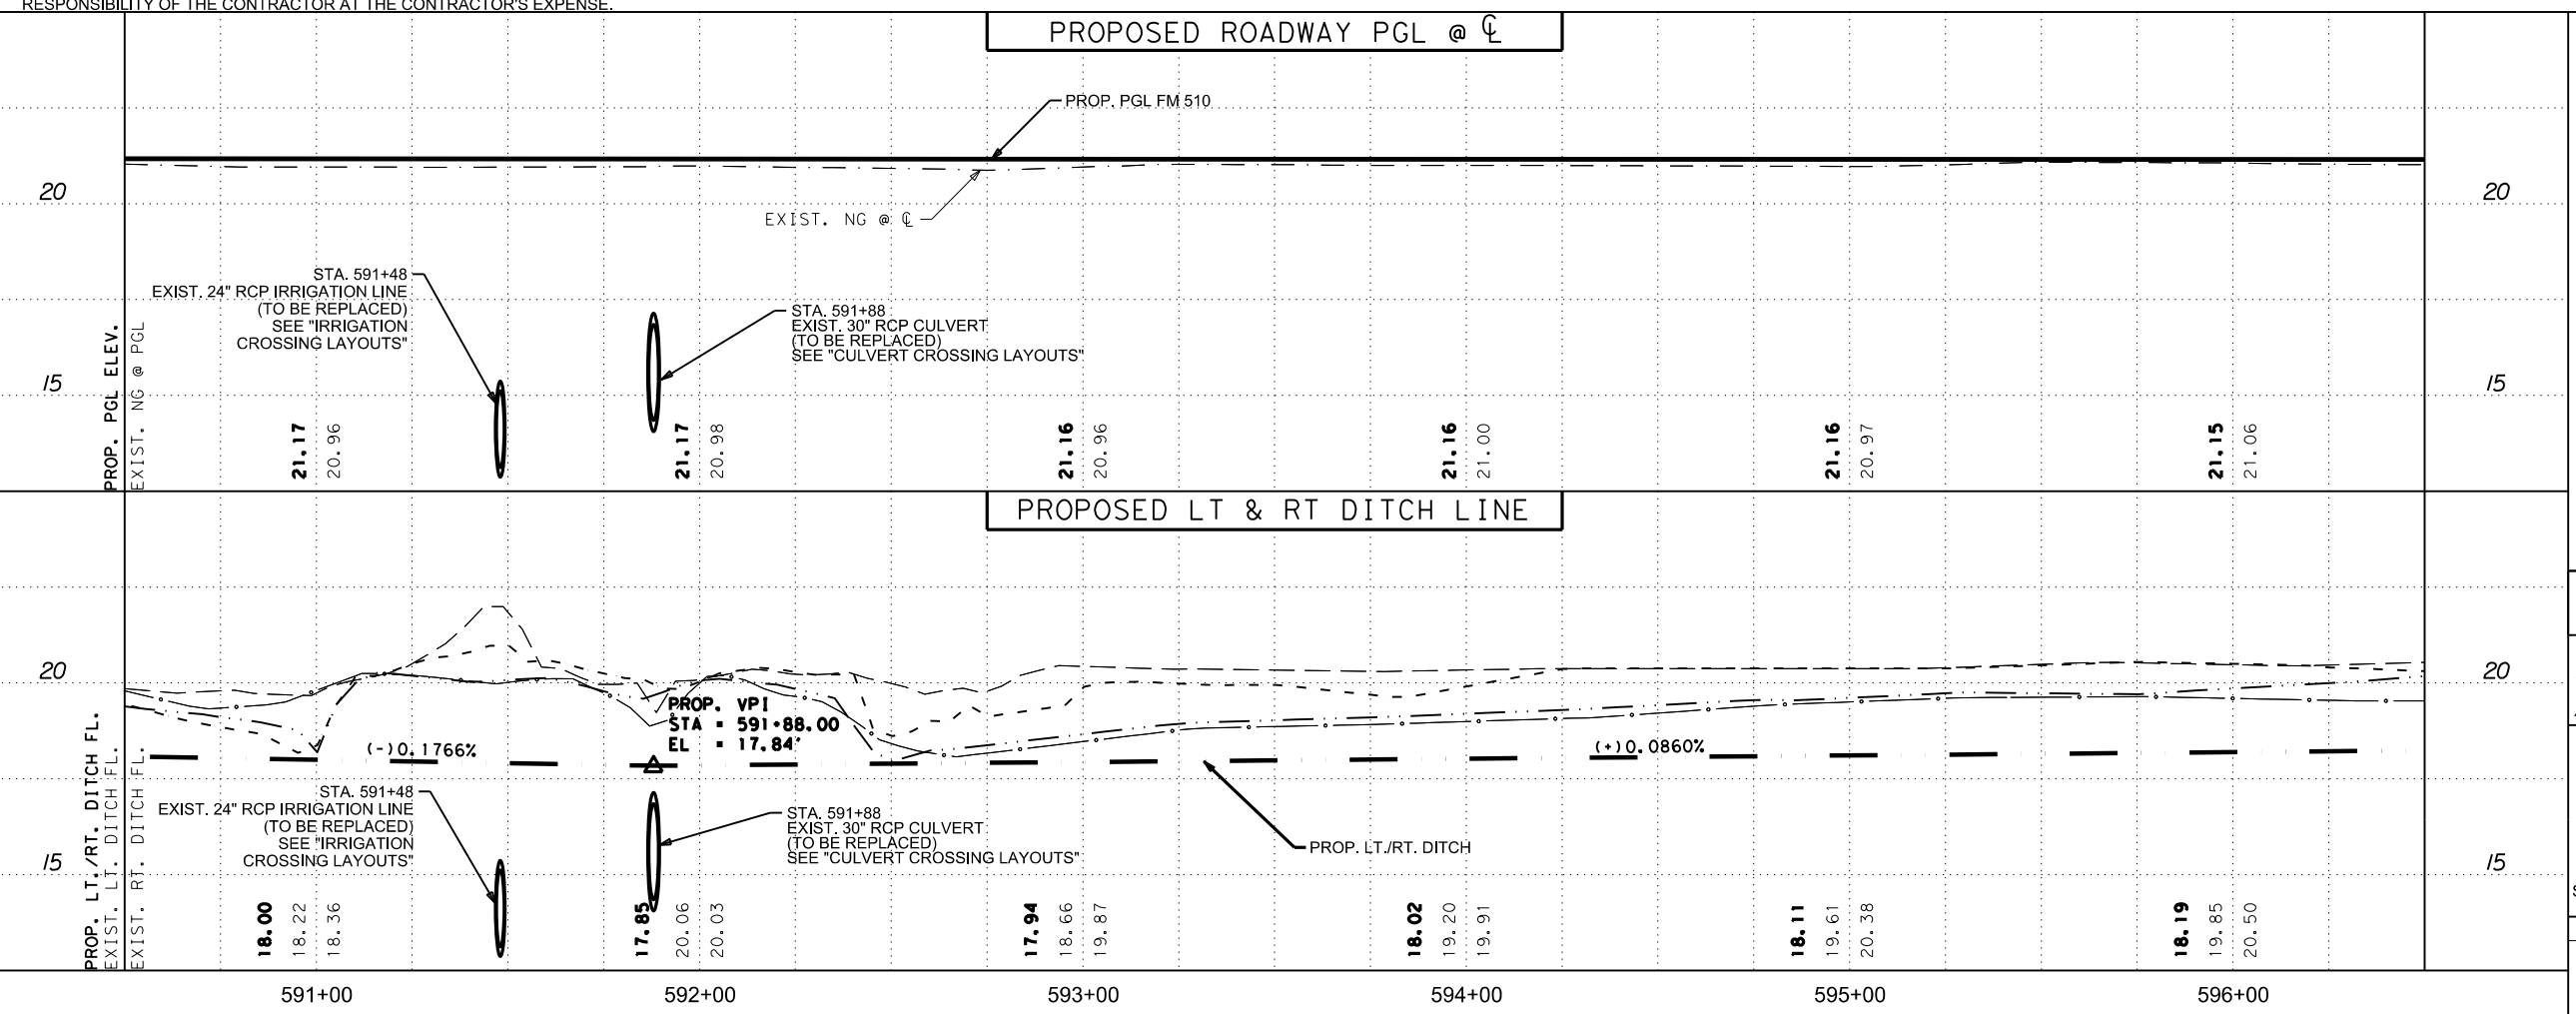 RESPONSIBILITY OF THE CONTRACTOR AT THE CONTRACTOR'S EXPENSE.
PROPOSED ROADWAY PGL @ ℄
PROP. PGL FM 510
20
20
EXIST. NG @ ℄
STA. 591+48
EXIST. 24" RCP IRRIGATION LINE
(TO BE REPLACED)
SEE "IRRIGATION
CROSSING LAYOUTS"
STA. 591+88
EXIST. 30" RCP CULVERT
(TO BE REPLACED)
SEE "CULVERT CROSSING LAYOUTS"
15
15
PROP. PGL ELEV.
EXIST. NG @ PGL
21.17
20.96
21.17
20.98
21.16
20.96
21.16
21.00
21.16
20.97
21.15
21.06
PROPOSED LT & RT DITCH LINE
20
20
PROP. VPI
STA = 591+88.00
EL = 17.84'
(-)0.1766%
(+)0.0860%
STA. 591+48
EXIST. 24" RCP IRRIGATION LINE
(TO BE REPLACED)
SEE "IRRIGATION
CROSSING LAYOUTS"
STA. 591+88
EXIST. 30" RCP CULVERT
(TO BE REPLACED)
SEE "CULVERT CROSSING LAYOUTS"
PROP. LT./RT. DITCH
15
15
PROP. LT./RT. DITCH FL.
EXIST. LT. DITCH FL.
EXIST. RT. DITCH FL.
18.00
18.22
18.36
17.85
20.06
20.03
17.94
18.66
19.87
18.02
19.20
19.91
18.11
19.61
20.38
18.19
19.85
20.50
591+00
592+00
593+00
594+00
595+00
596+00